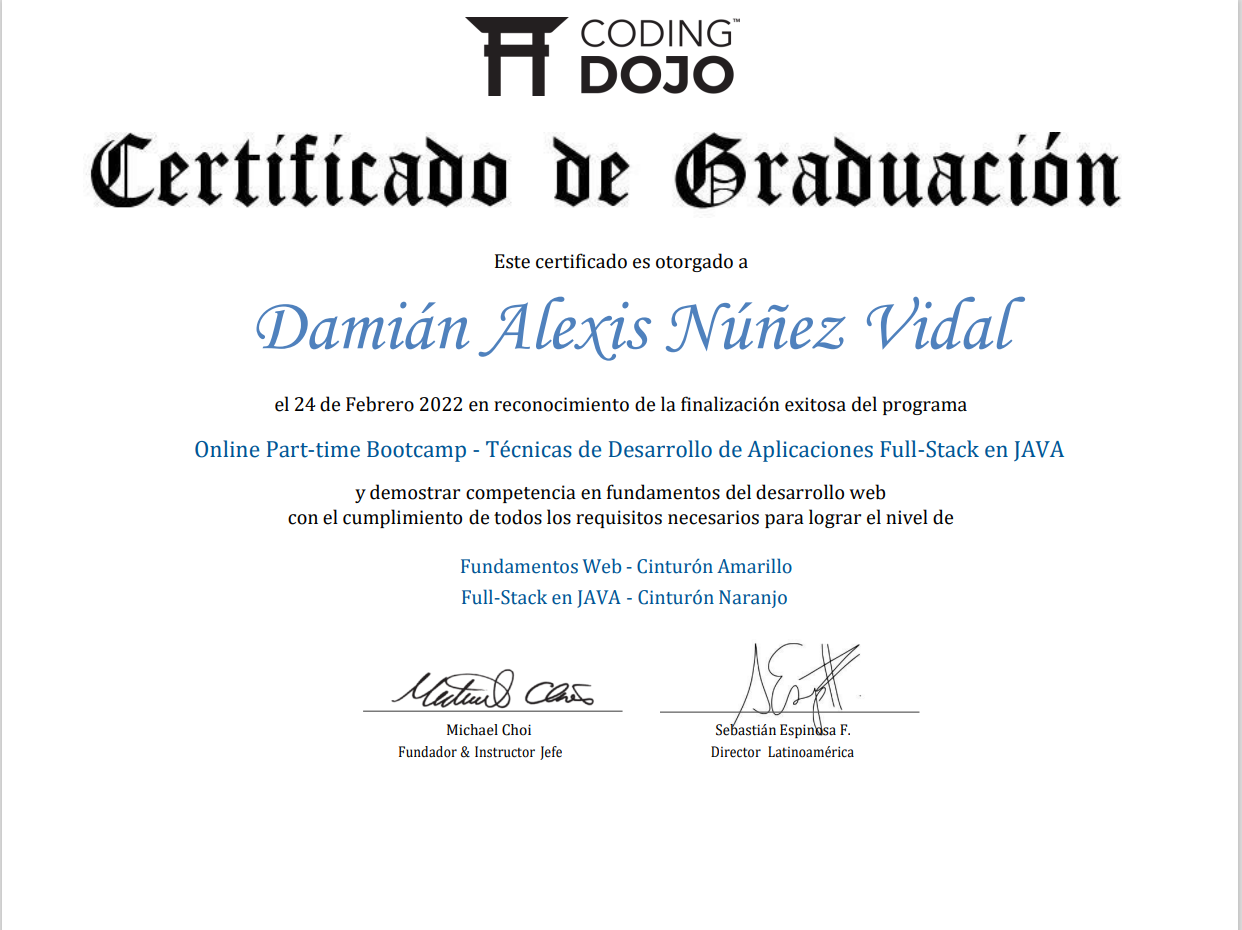 CODING™
DOJO
Certificado de Graduación
Este certificado es otorgado a
Damián Alexis Núñez Vidal
el 24 de Febrero 2022 en reconocimiento de la finalización exitosa del programa
Online Part-time Bootcamp - Técnicas de Desarrollo de Aplicaciones Full-Stack en JAVA
y demostrar competencia en fundamentos del desarrollo web
con el cumplimiento de todos los requisitos necesarios para lograr el nivel de
Fundamentos Web - Cinturón Amarillo
Full-Stack en JAVA - Cinturón Naranjo
Michael Choi
Fundador & Instructor Jefe
Sebastián Espinosa F.
Director Latinoamérica